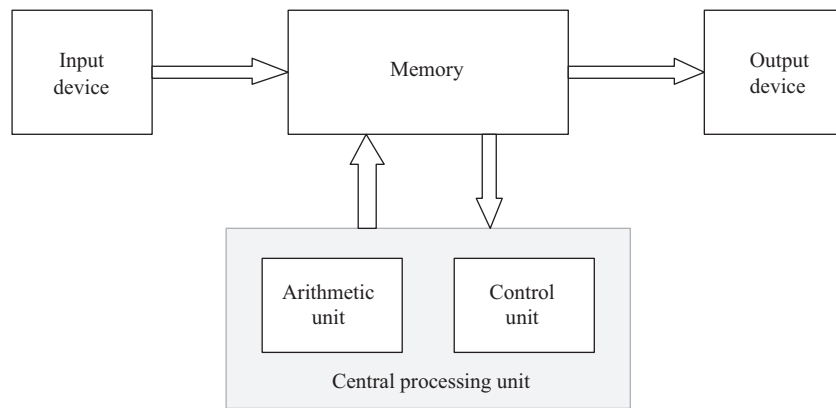 Input
device
Memory
Output
device
Arithmetic
unit
Control
unit
Central processing unit